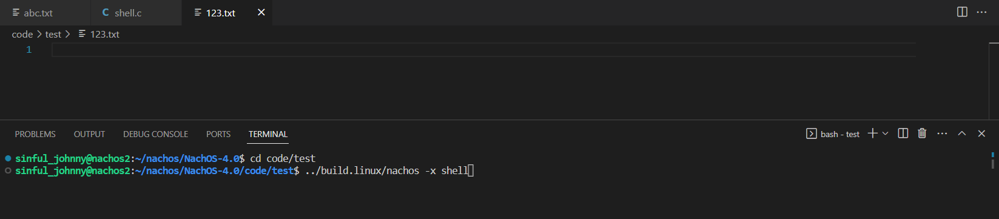 abc.txt C shell.c 123.txt
code > test > 123.txt
1
PROBLEMS OUTPUT DEBUG CONSOLE PORTS TERMINAL bash - test
sinful_johnny@nachos2:~/nachos/NachOS-4.0$ cd code/test
sinful_johnny@nachos2:~/nachos/NachOS-4.0/code/test$ ../build.linux/nachos -x shell